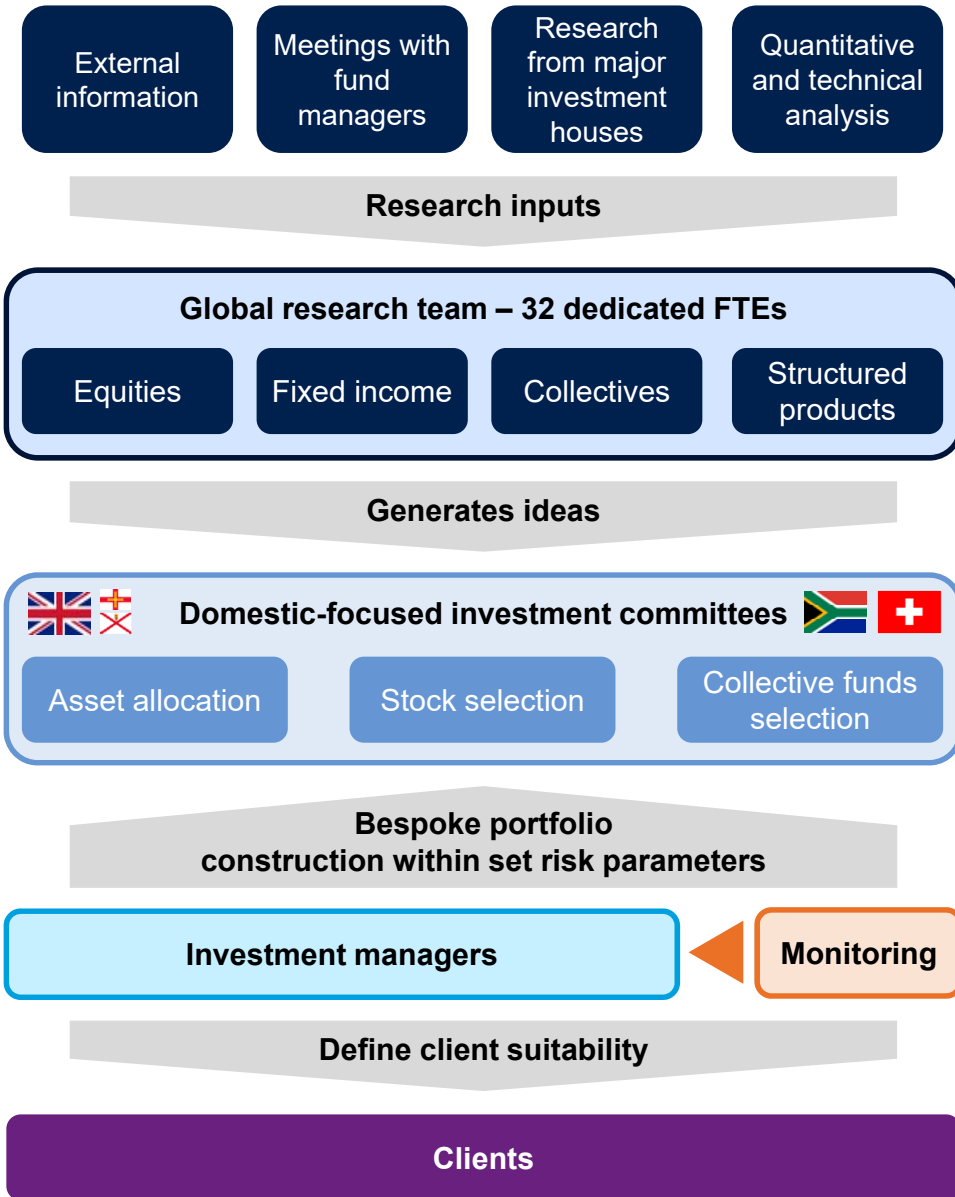 External
information
Meetings with
fund
managers
Research
from major
investment
houses
Quantitative
and technical
analysis
Research inputs
Global research team – 32 dedicated FTEs
Equities
Fixed income
Collectives
Structured
products
Generates ideas
Domestic-focused investment committees
Asset allocation
Stock selection
Collective funds
selection
Bespoke portfolio
construction within set risk parameters
Investment managers
Monitoring
Define client suitability
Clients